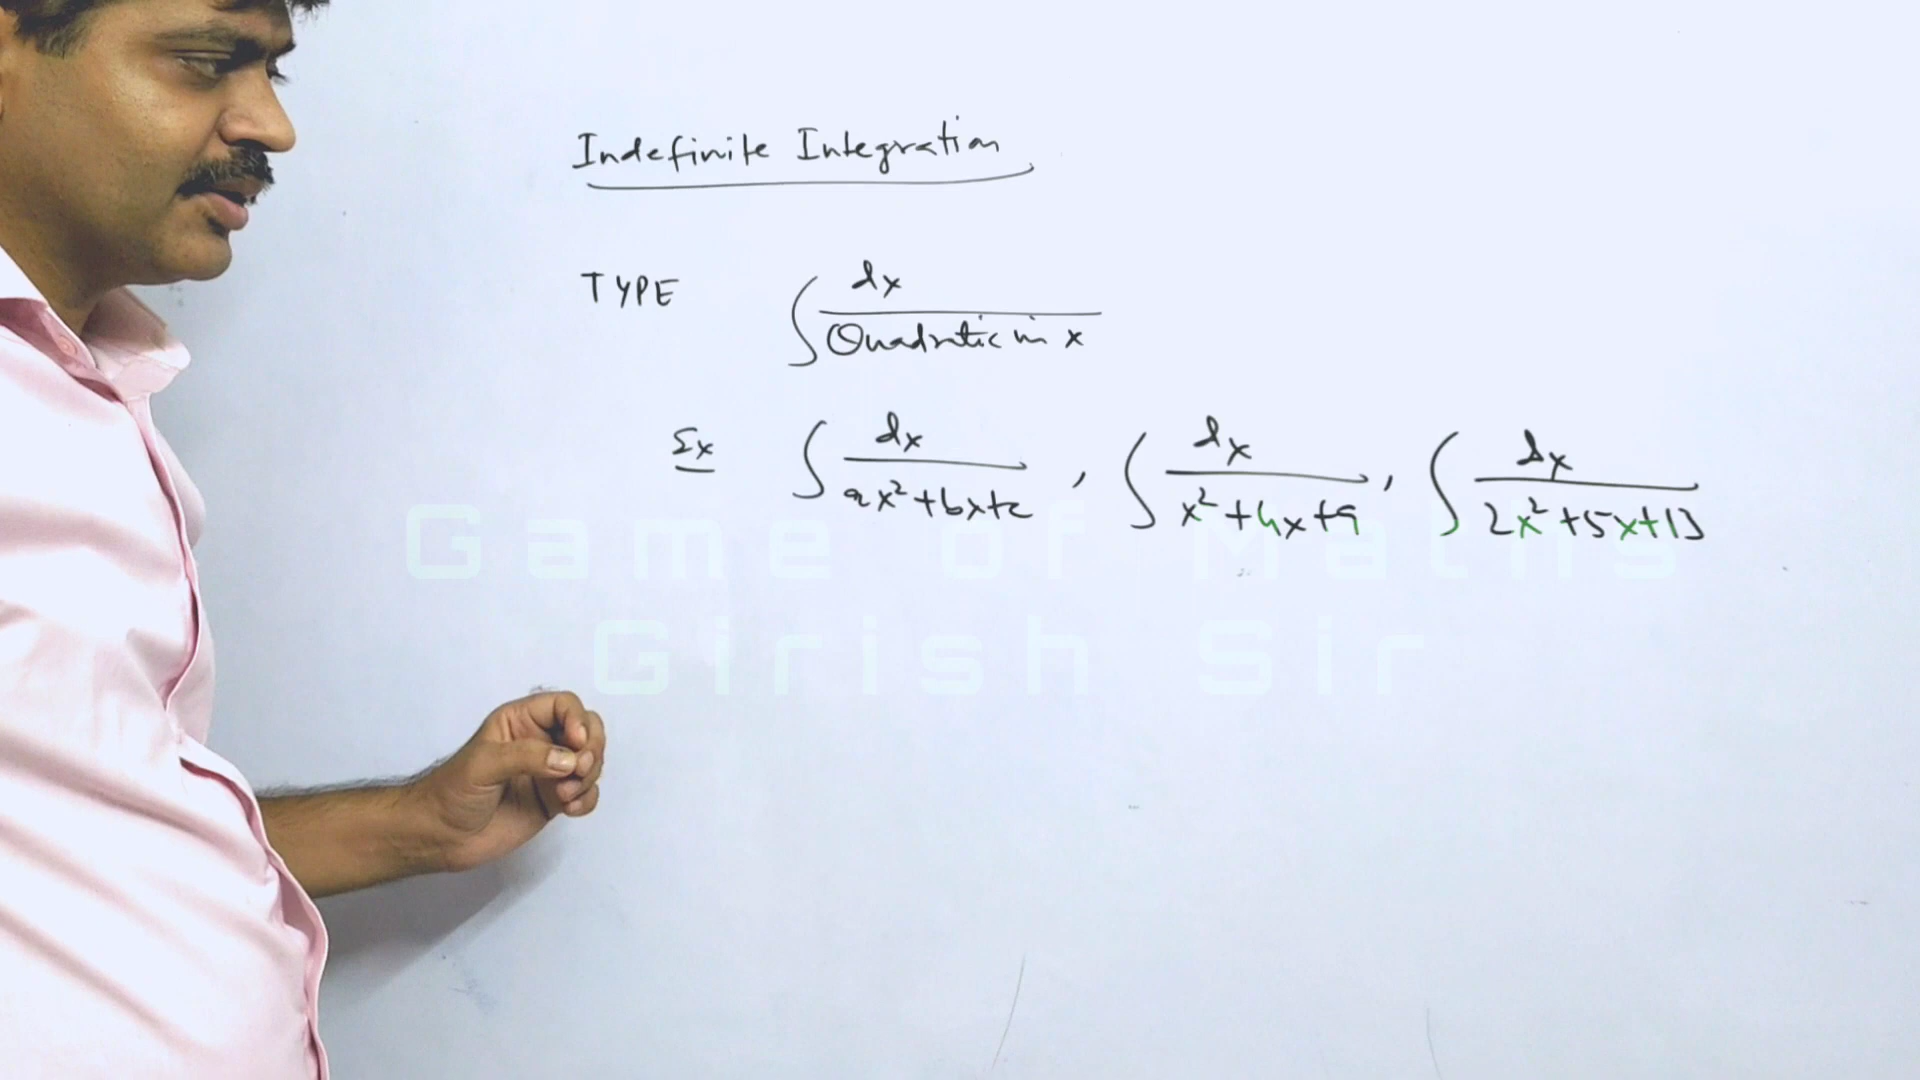 Indefinite Integration
TYPE ∫ dx / Quadratic in x
Ex ∫ dx / ax²+bx+c , ∫ dx / x²+4x+9 , ∫ dx / 2x²+5x+13
Game of Maths
Girish Sir